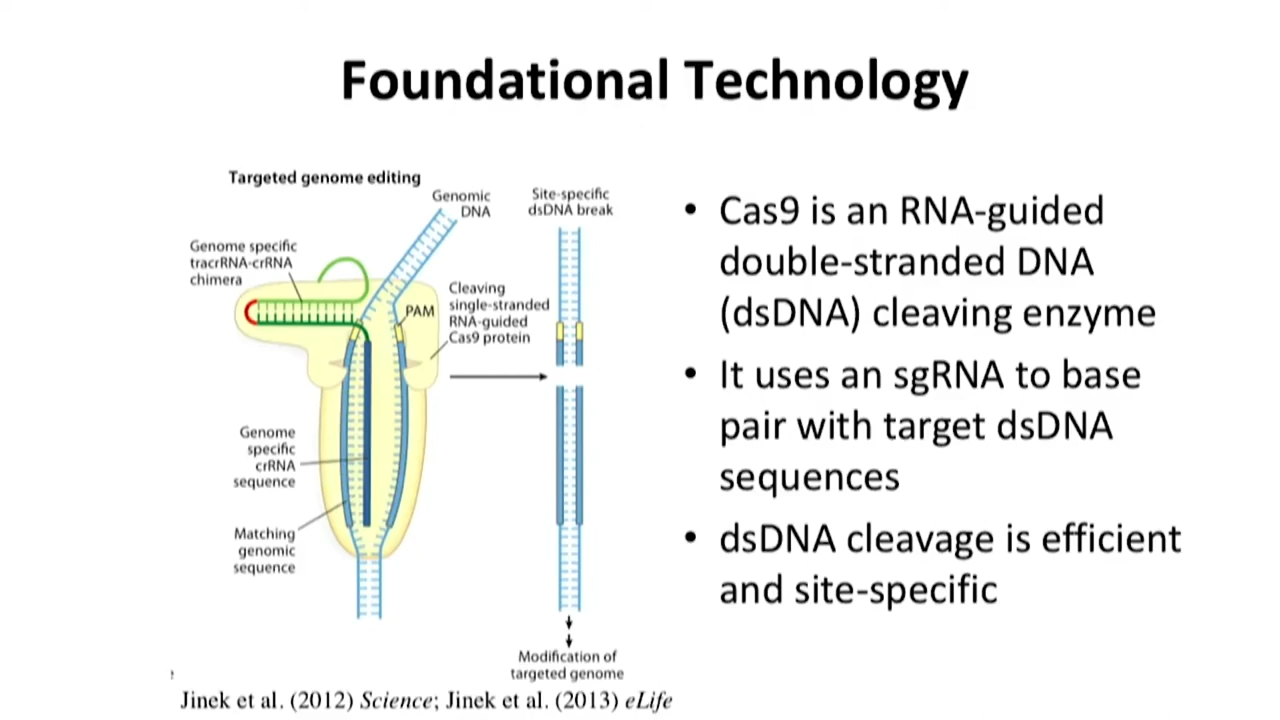 Foundational Technology
Targeted genome editing
Genomic
DNA
Site-specific
dsDNA break
Genome specific
tracrRNA-crRNA
chimera
Cleaving
single-stranded
RNA-guided
Cas9 protein
PAM
Genome
specific
crRNA
sequence
Matching
genomic
sequence
Modification of
targeted genome
Jinek et al. (2012) Science; Jinek et al. (2013) eLife
• Cas9 is an RNA-guided
double-stranded DNA
(dsDNA) cleaving enzyme
• It uses an sgRNA to base
pair with target dsDNA
sequences
• dsDNA cleavage is efficient
and site-specific